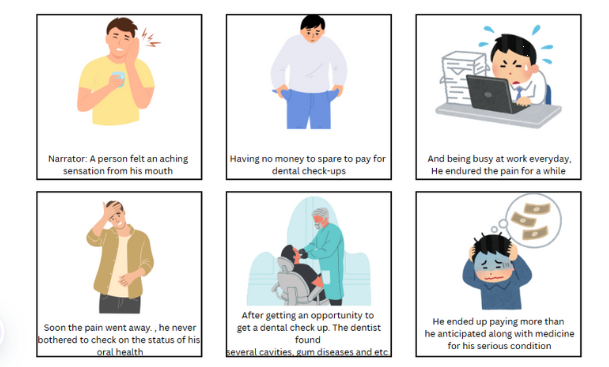 Narrator: A person felt an aching
sensation from his mouth
Having no money to spare to pay for
dental check-ups
And being busy at work everyday,
He endured the pain for a while
Soon the pain went away. , he never
bothered to check on the status of his
oral health
After getting an opportunity to
get a dental check up. The dentist
found
several cavities, gum diseases and etc.
He ended up paying more than
he anticipated along with medicine
for his serious condition